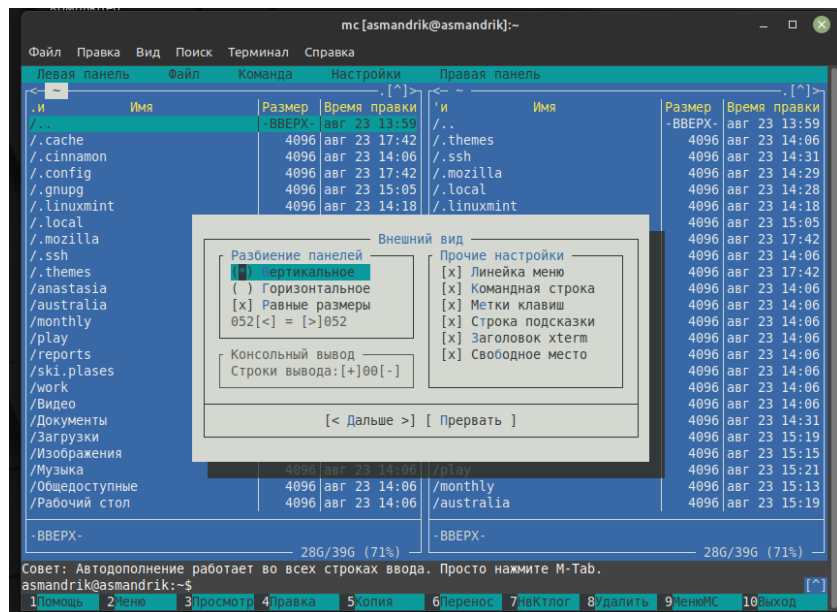 mc [asmandrik@asmandrik]:~
Файл Правка Вид Поиск Терминал Справка
Левая панель Файл Команда Настройки Правая панель
<— ~ —.[^]> <— ~ —.[^]>
.и Имя Размер Время правки 'и Имя Размер Время правки
/.. -ВВЕРХ- авг 23 13:59 /.. -ВВЕРХ- авг 23 13:59
/.cache 4096 авг 23 17:42 /.themes 4096 авг 23 14:06
/.cinnamon 4096 авг 23 14:06 /.ssh 4096 авг 23 14:31
/.config 4096 авг 23 17:42 /.mozilla 4096 авг 23 14:29
/.gnupg 4096 авг 23 15:05 /.local 4096 авг 23 14:28
/.linuxmint 4096 авг 23 14:18 /.linuxmint 4096 авг 23 14:18
/.local 4096 авг 23 15:05
/.mozilla Внешний вид 4096 авг 23 17:42
/.ssh Разбиение панелей Прочие настройки 4096 авг 23 14:06
/.themes (*) Вертикальное [x] Линейка меню 4096 авг 23 17:42
/anastasia ( ) Горизонтальное [x] Командная строка 4096 авг 23 14:06
/australia [x] Равные размеры [x] Метки клавиш 4096 авг 23 14:06
/monthly 052[<] = [>]052 [x] Строка подсказки 4096 авг 23 14:06
/play [x] Заголовок xterm 4096 авг 23 14:06
/reports Консольный вывод [x] Свободное место 4096 авг 23 14:06
/ski.plases Строки вывода:[+]00[-] 4096 авг 23 14:06
/work 4096 авг 23 14:06
/Видео 4096 авг 23 14:06
/Документы [< Дальше >] [ Прервать ] 4096 авг 23 14:31
/Загрузки 4096 авг 23 15:19
/Изображения 4096 авг 23 15:15
/Музыка 4096 авг 23 14:06 /play 4096 авг 23 15:21
/Общедоступные 4096 авг 23 14:06 /monthly 4096 авг 23 15:13
/Рабочий стол 4096 авг 23 14:06 /australia 4096 авг 23 15:19
-ВВЕРХ- -ВВЕРХ-
28G/39G (71%) 28G/39G (71%)
Совет: Автодополнение работает во всех строках ввода. Просто нажмите M-Tab.
asmandrik@asmandrik:~$ [^]
1Помощь 2Меню 3Просмотр 4Правка 5Копия 6Перенос 7НвКтлог 8Удалить 9МенюMC 10Выход